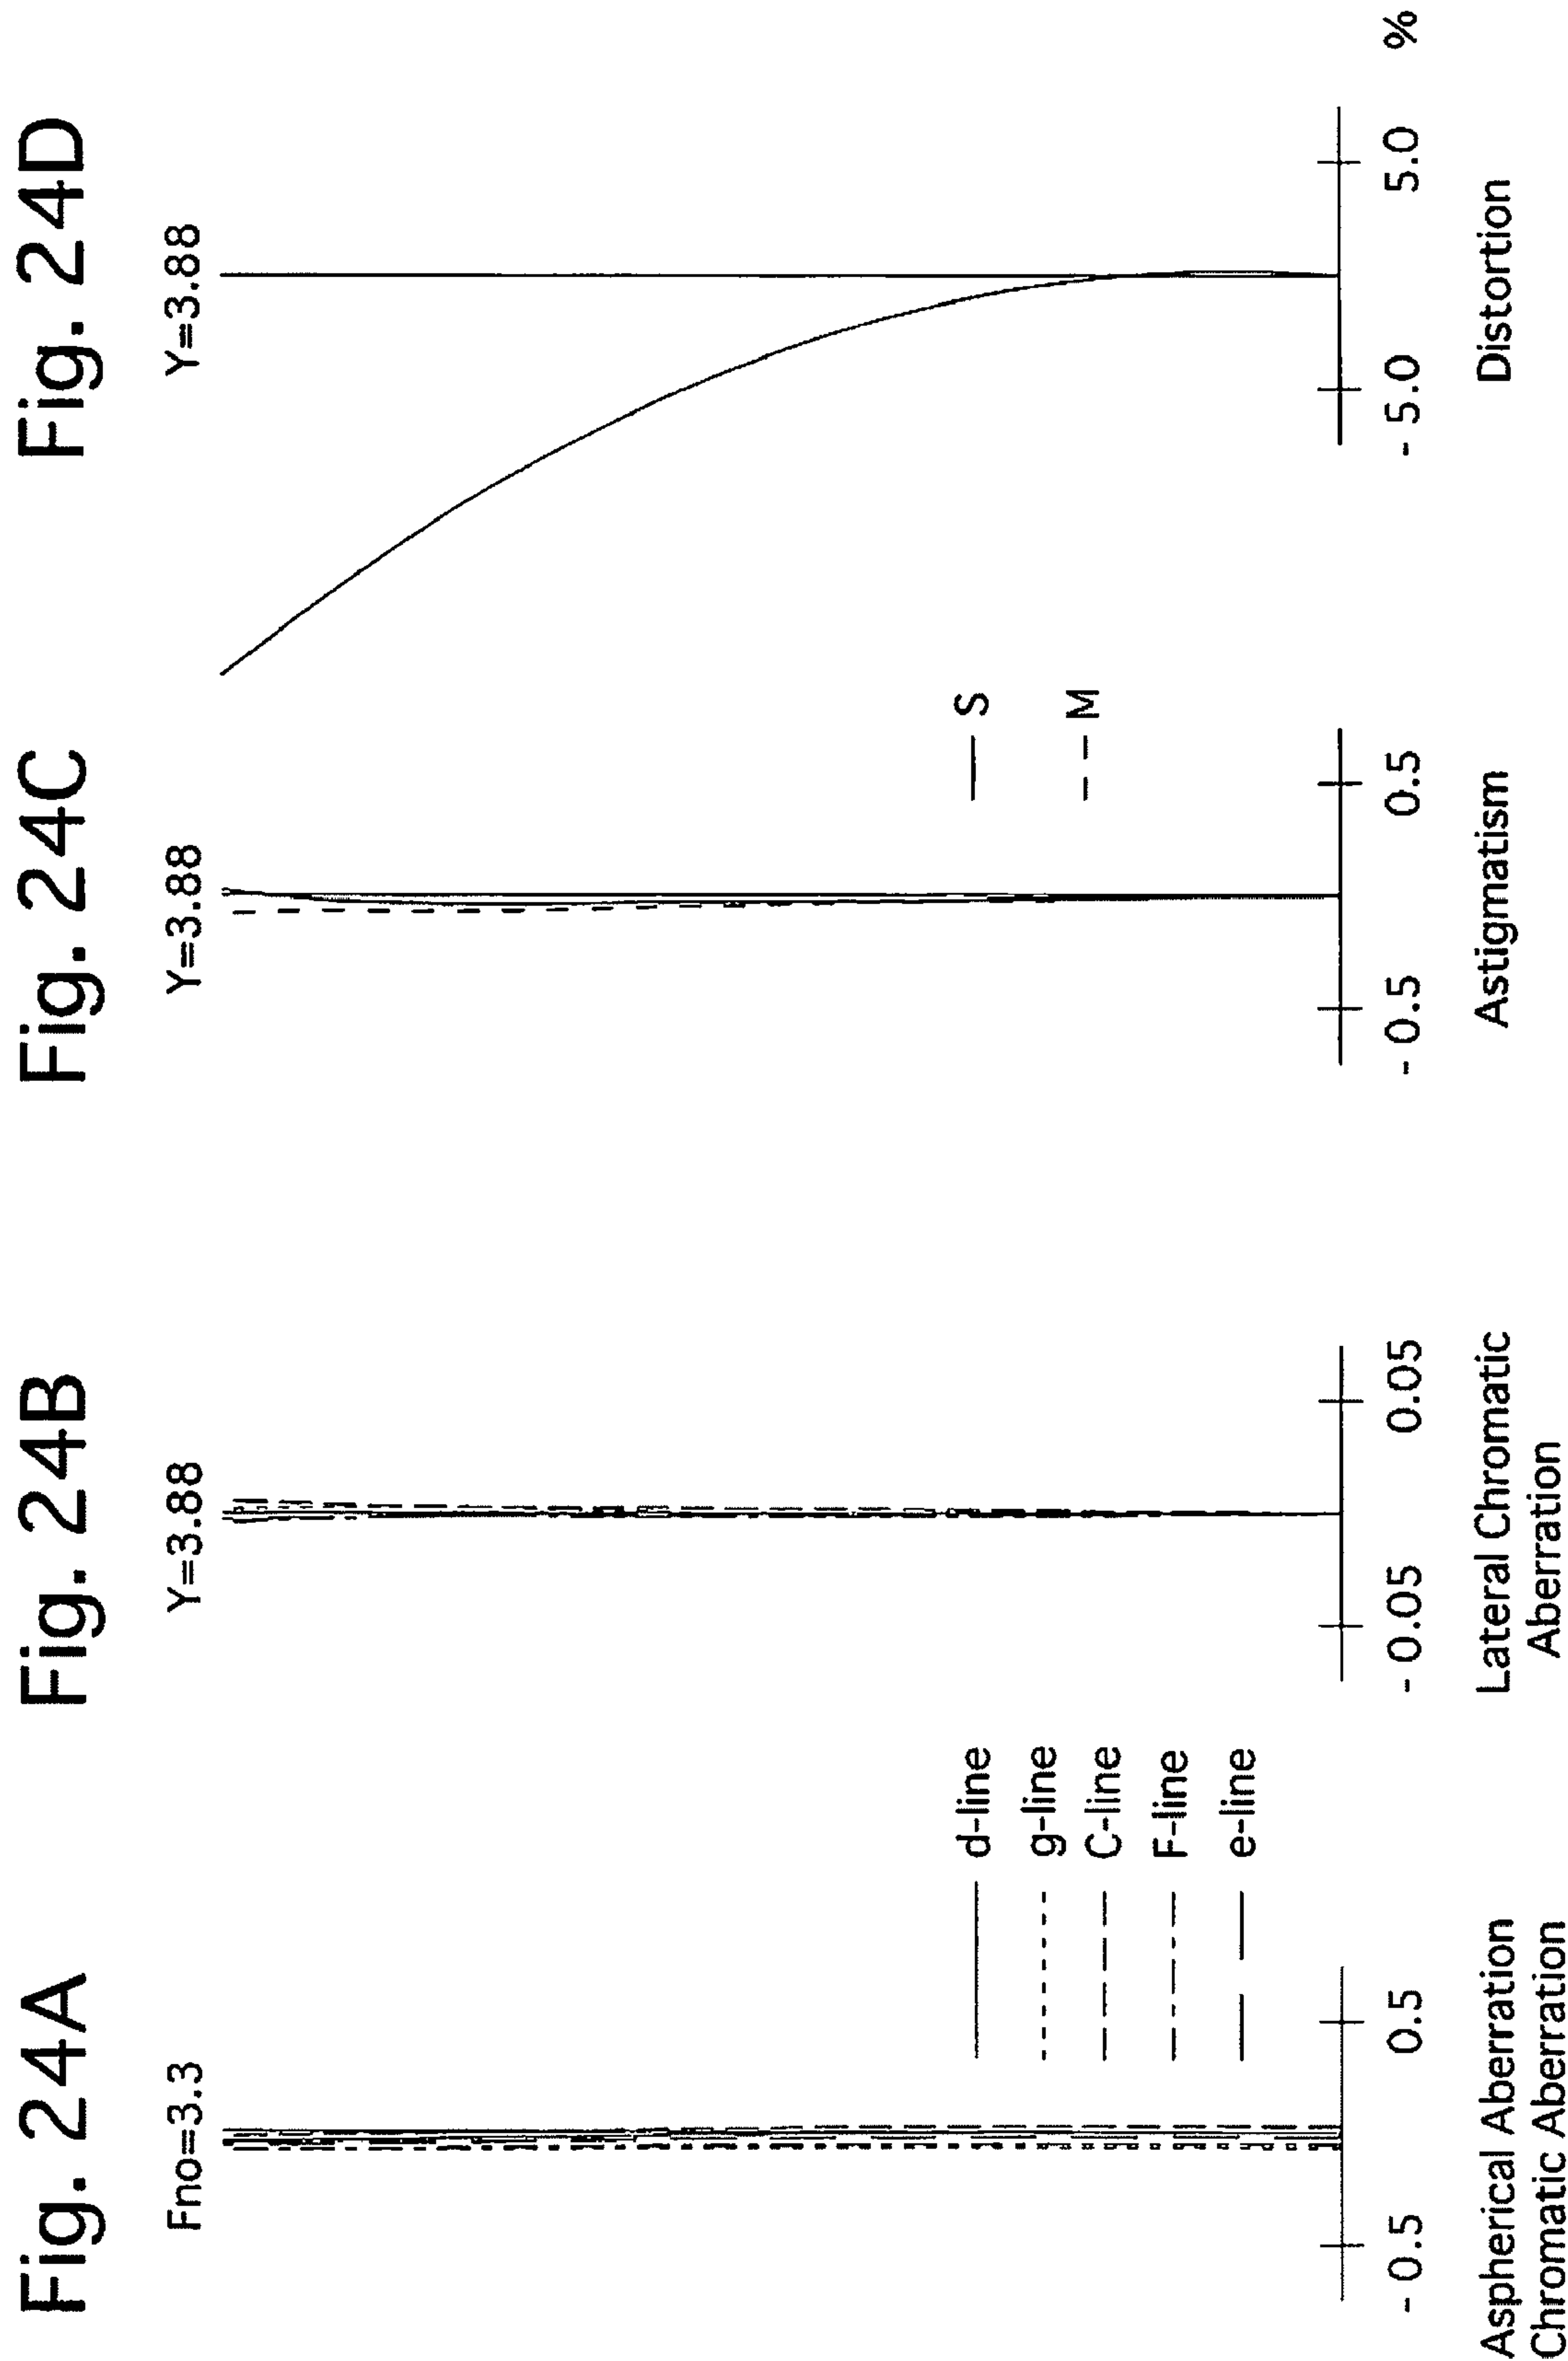 Fig. 24A
Fno=3.3
d-line
g-line
C-line
F-line
e-line
- 0.5
0.5
Aspherical Aberration
Chromatic Aberration
Fig. 24B
Y=3.88
- 0.05
0.05
Lateral Chromatic
Aberration
Fig. 24C
Y=3.88
S
M
- 0.5
0.5
Astigmatism
Fig. 24D
Y=3.88
- 5.0
5.0
%
Distortion